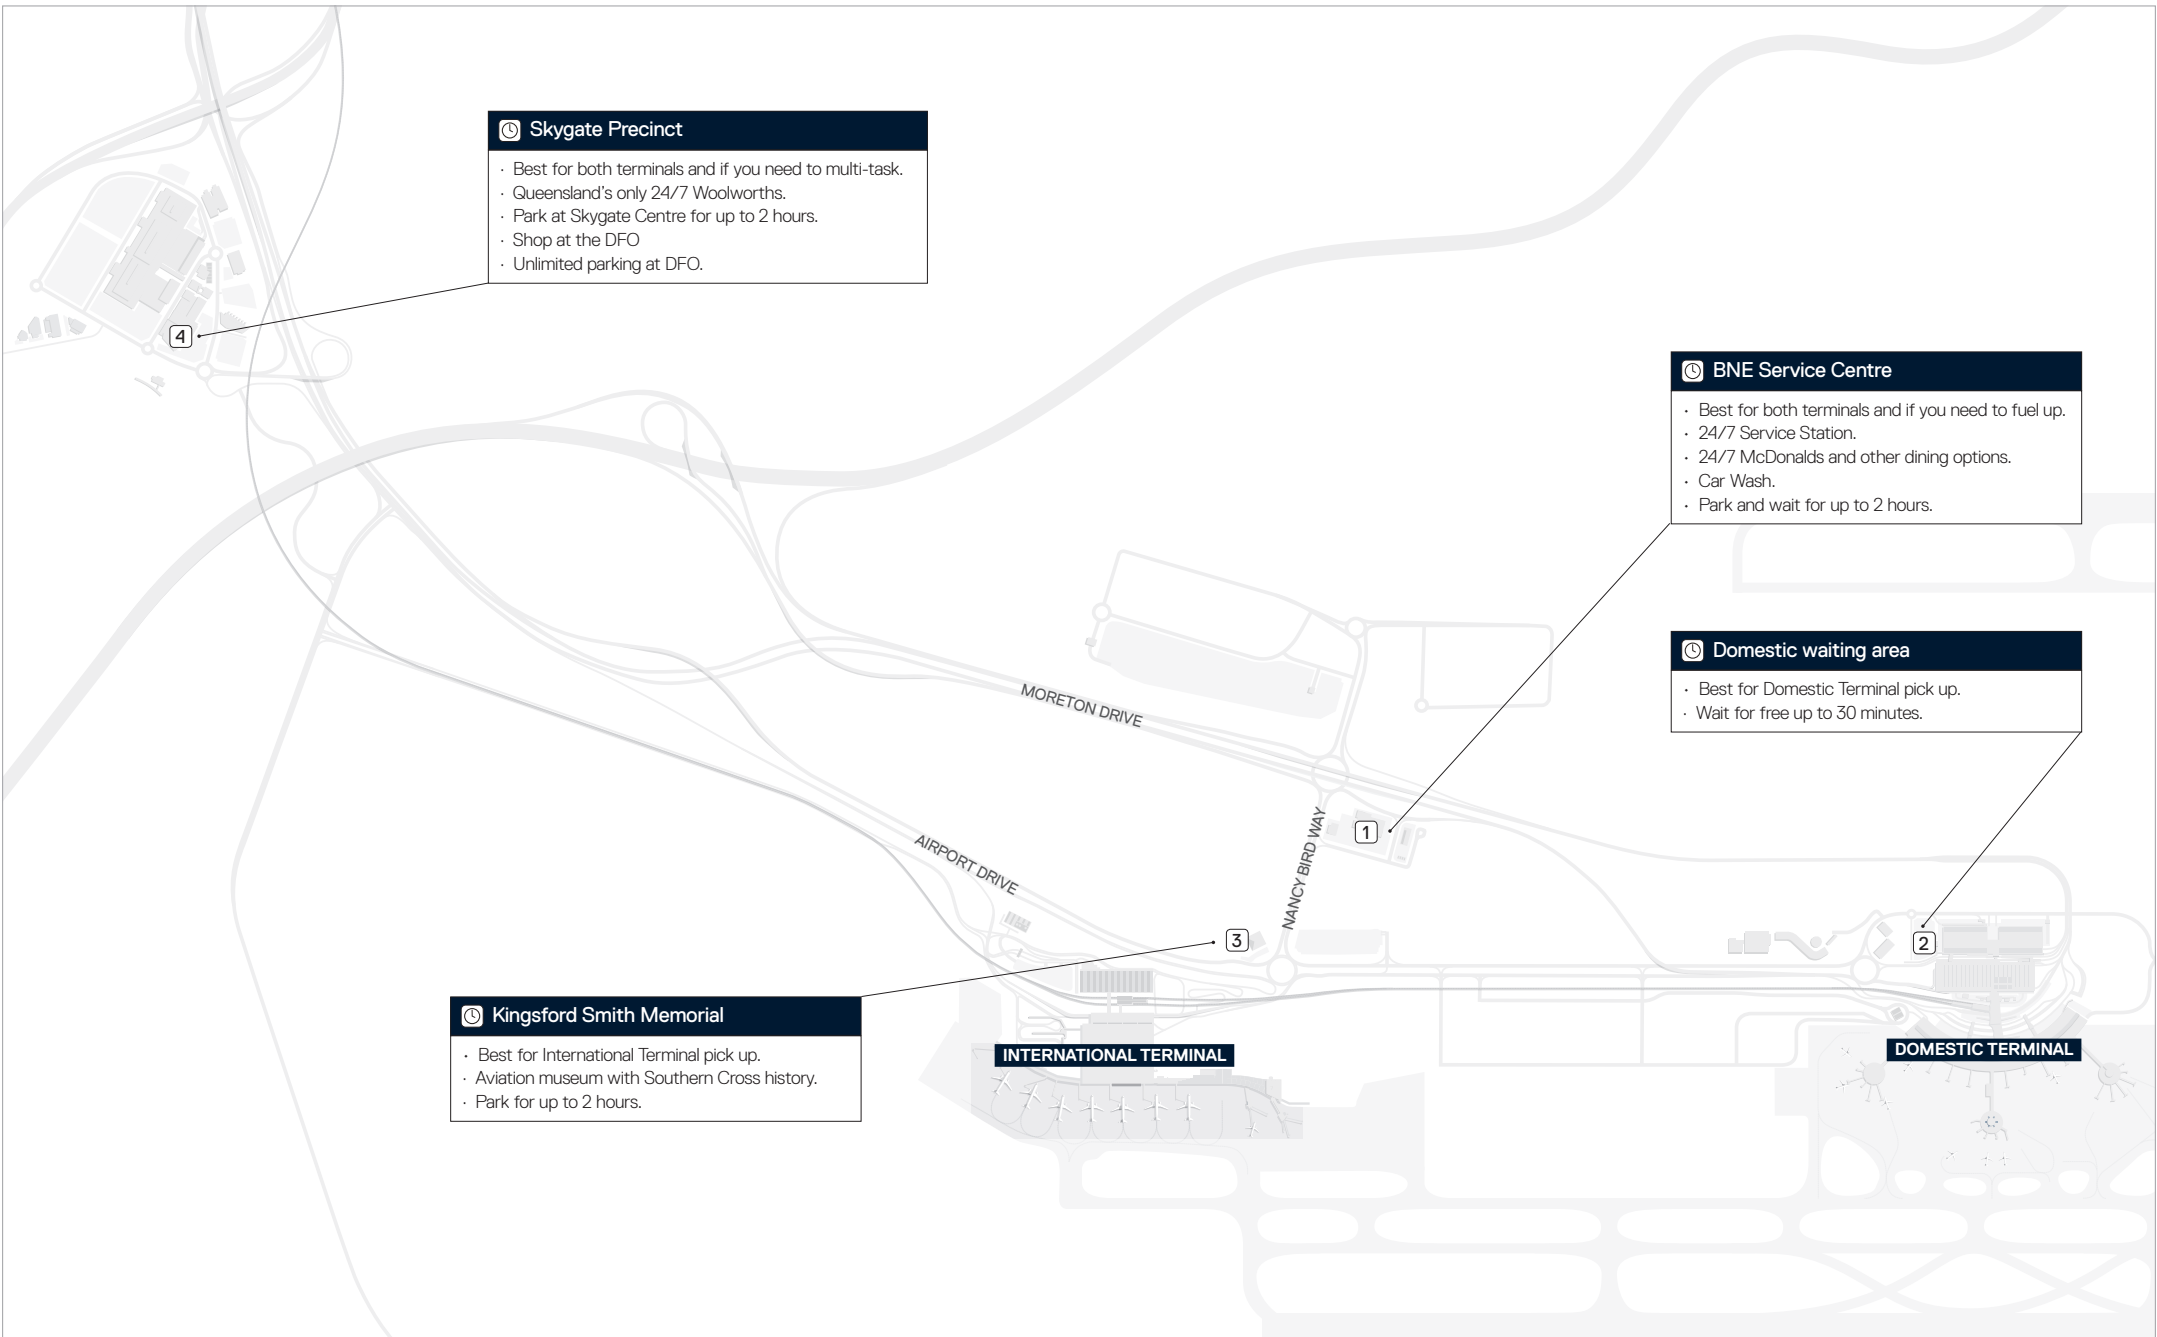 Skygate Precinct
· Best for both terminals and if you need to multi-task.
· Queensland's only 24/7 Woolworths.
· Park at Skygate Centre for up to 2 hours.
· Shop at the DFO
· Unlimited parking at DFO.
4
BNE Service Centre
· Best for both terminals and if you need to fuel up.
· 24/7 Service Station.
· 24/7 McDonalds and other dining options.
· Car Wash.
· Park and wait for up to 2 hours.
Domestic waiting area
· Best for Domestic Terminal pick up.
· Wait for free up to 30 minutes.
MORETON DRIVE
1
NANCY BIRD WAY
AIRPORT DRIVE
3
2
Kingsford Smith Memorial
· Best for International Terminal pick up.
· Aviation museum with Southern Cross history.
· Park for up to 2 hours.
INTERNATIONAL TERMINAL
DOMESTIC TERMINAL